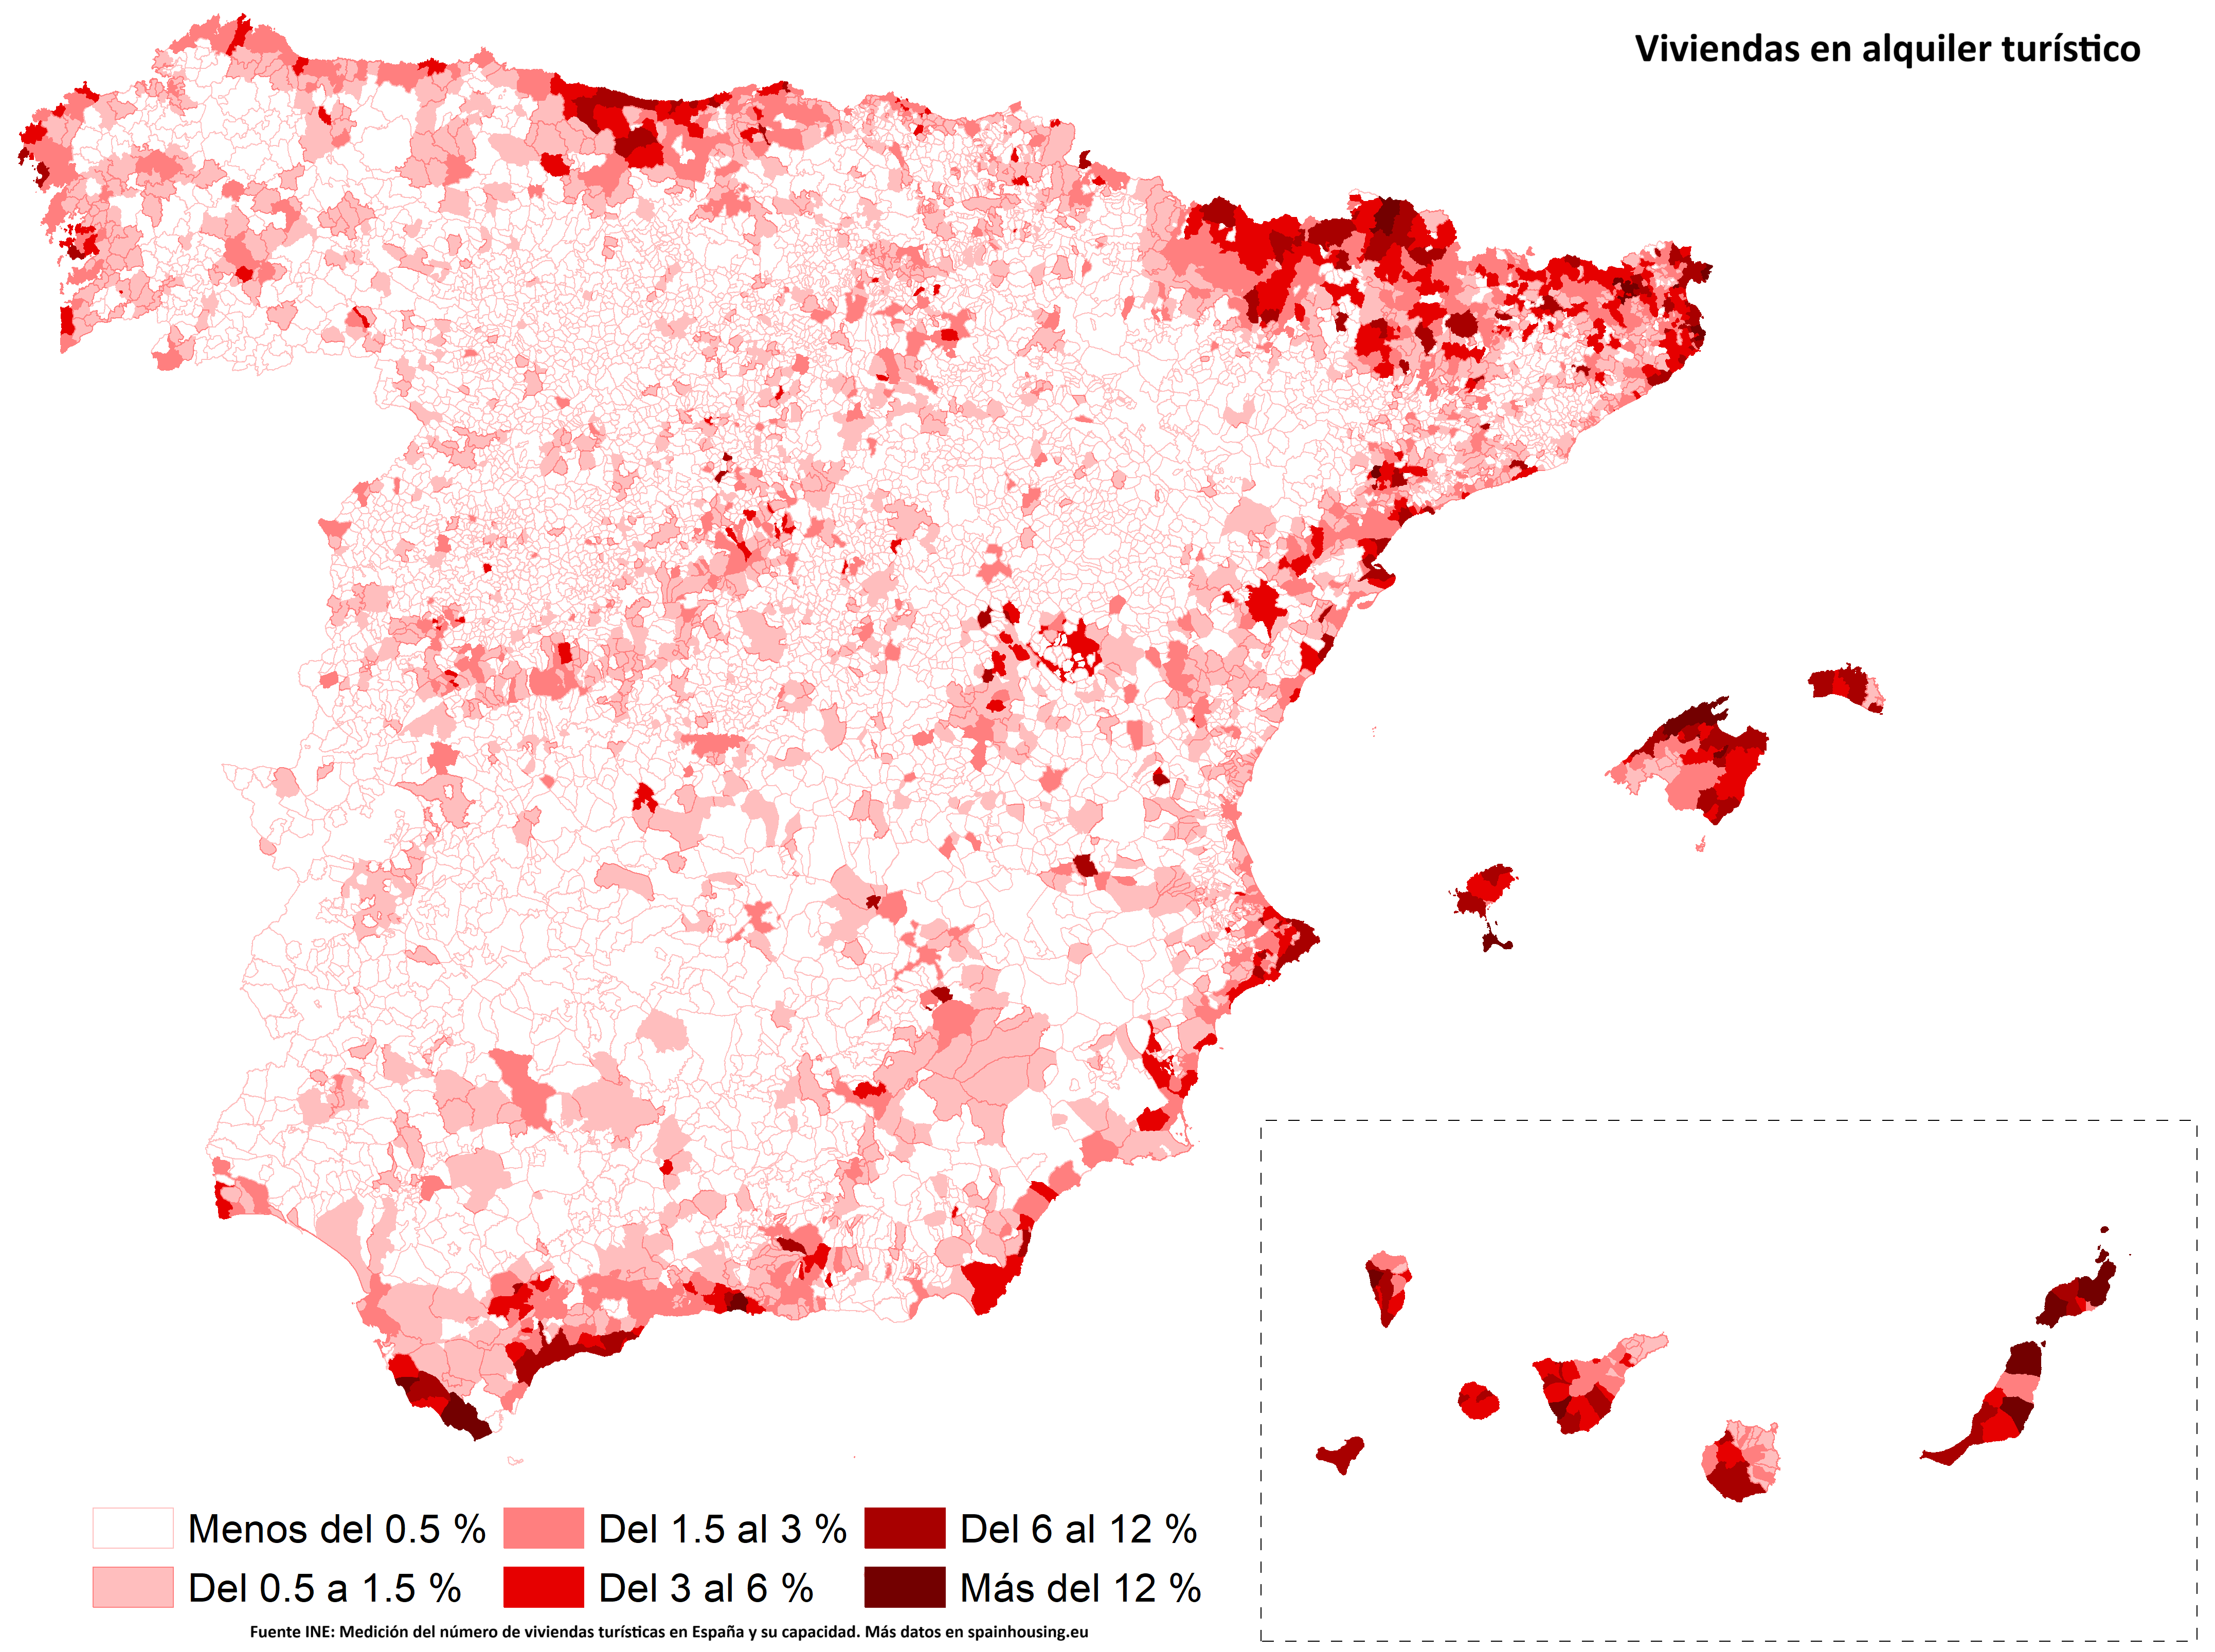 Viviendas en alquiler turístico
Menos del 0.5 %
Del 1.5 al 3 %
Del 6 al 12 %
Del 0.5 a 1.5 %
Del 3 al 6 %
Más del 12 %
Fuente INE: Medición del número de viviendas turísticas en España y su capacidad. Más datos en spainhousing.eu